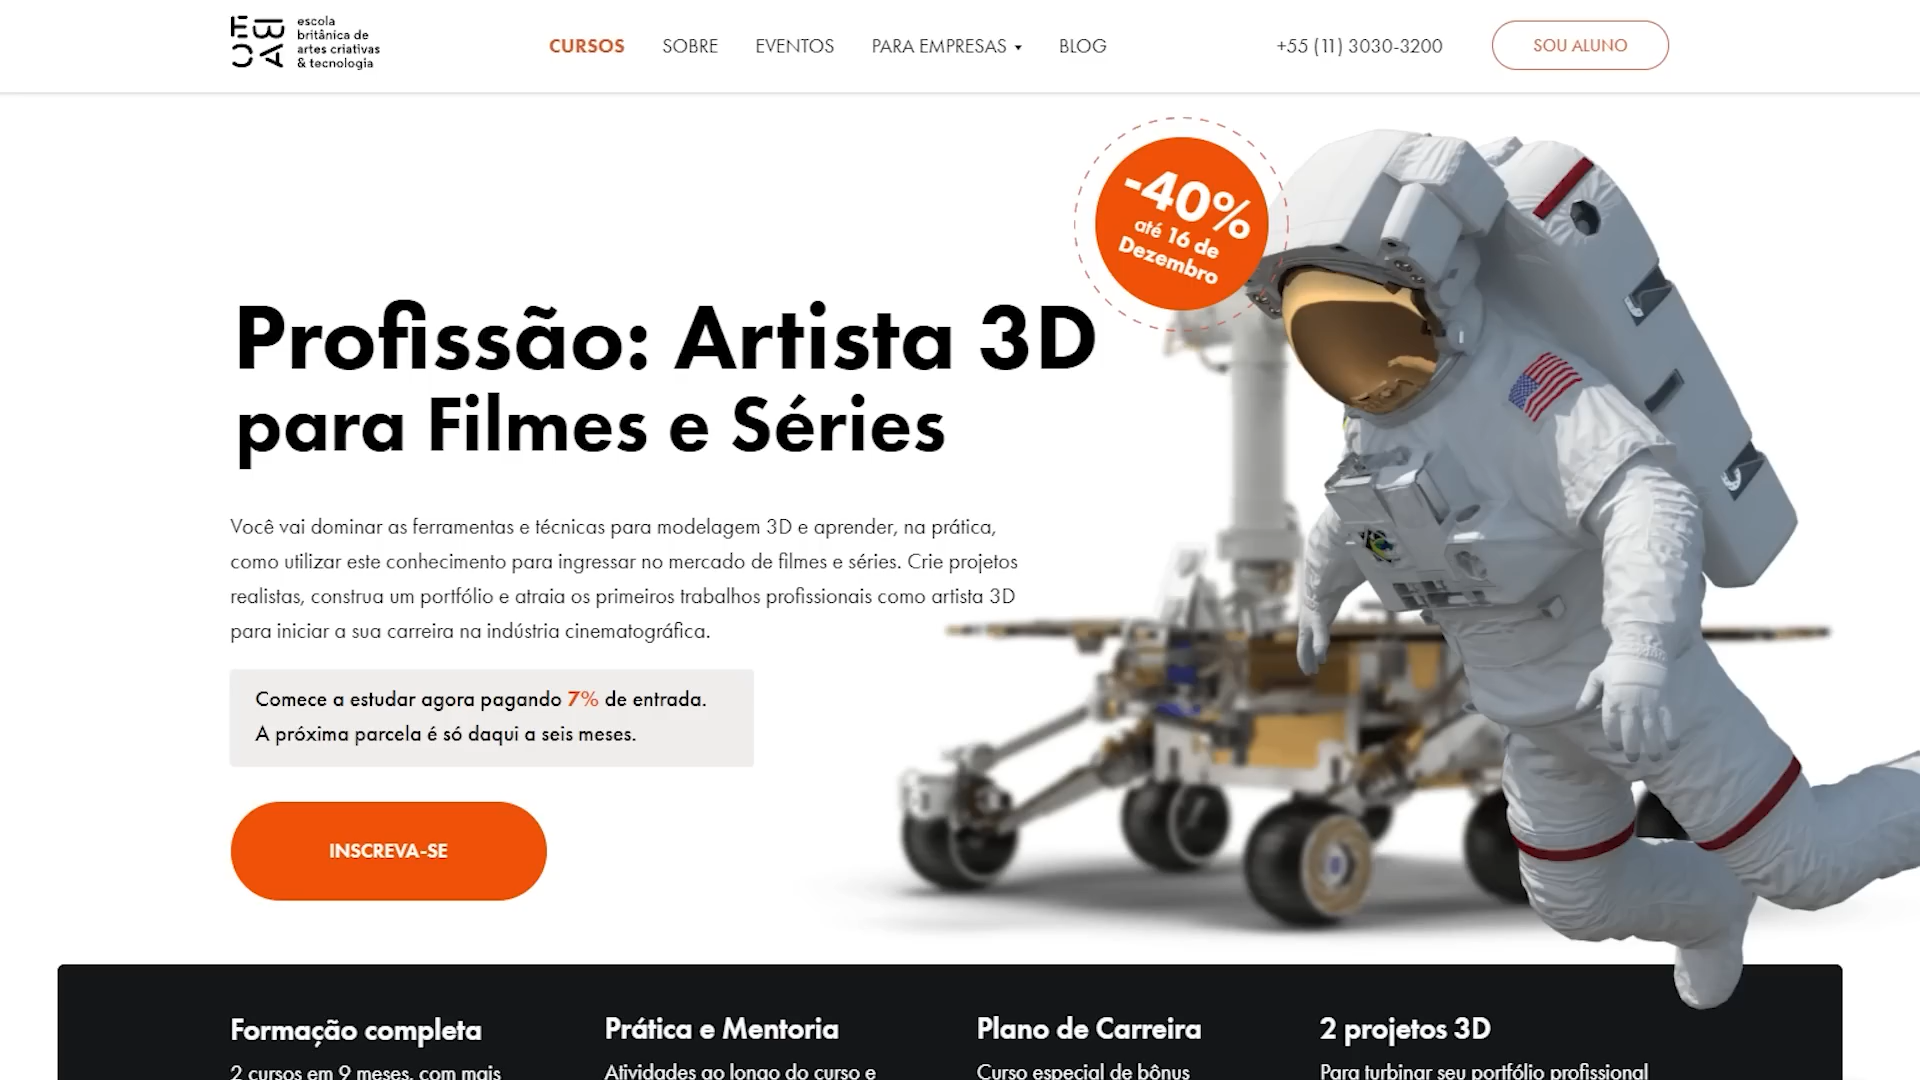 EBAC
escola
britânica de
artes criativas
& tecnologia
CURSOS
SOBRE
EVENTOS
PARA EMPRESAS
BLOG
+55 (11) 3030-3200
SOU ALUNO
-40%
até 16 de
Dezembro
Profissão: Artista 3D
para Filmes e Séries
Você vai dominar as ferramentas e técnicas para modelagem 3D e aprender, na prática,
como utilizar este conhecimento para ingressar no mercado de filmes e séries. Crie projetos
realistas, construa um portfólio e atraia os primeiros trabalhos profissionais como artista 3D
para iniciar a sua carreira na indústria cinematográfica.
Comece a estudar agora pagando 7% de entrada.
A próxima parcela é só daqui a seis meses.
INSCREVA-SE
Formação completa
2 cursos em 9 meses, com mais
Prática e Mentoria
Atividades ao longo do curso e
Plano de Carreira
Curso especial de bônus
2 projetos 3D
Para turbinar seu portfólio profissional